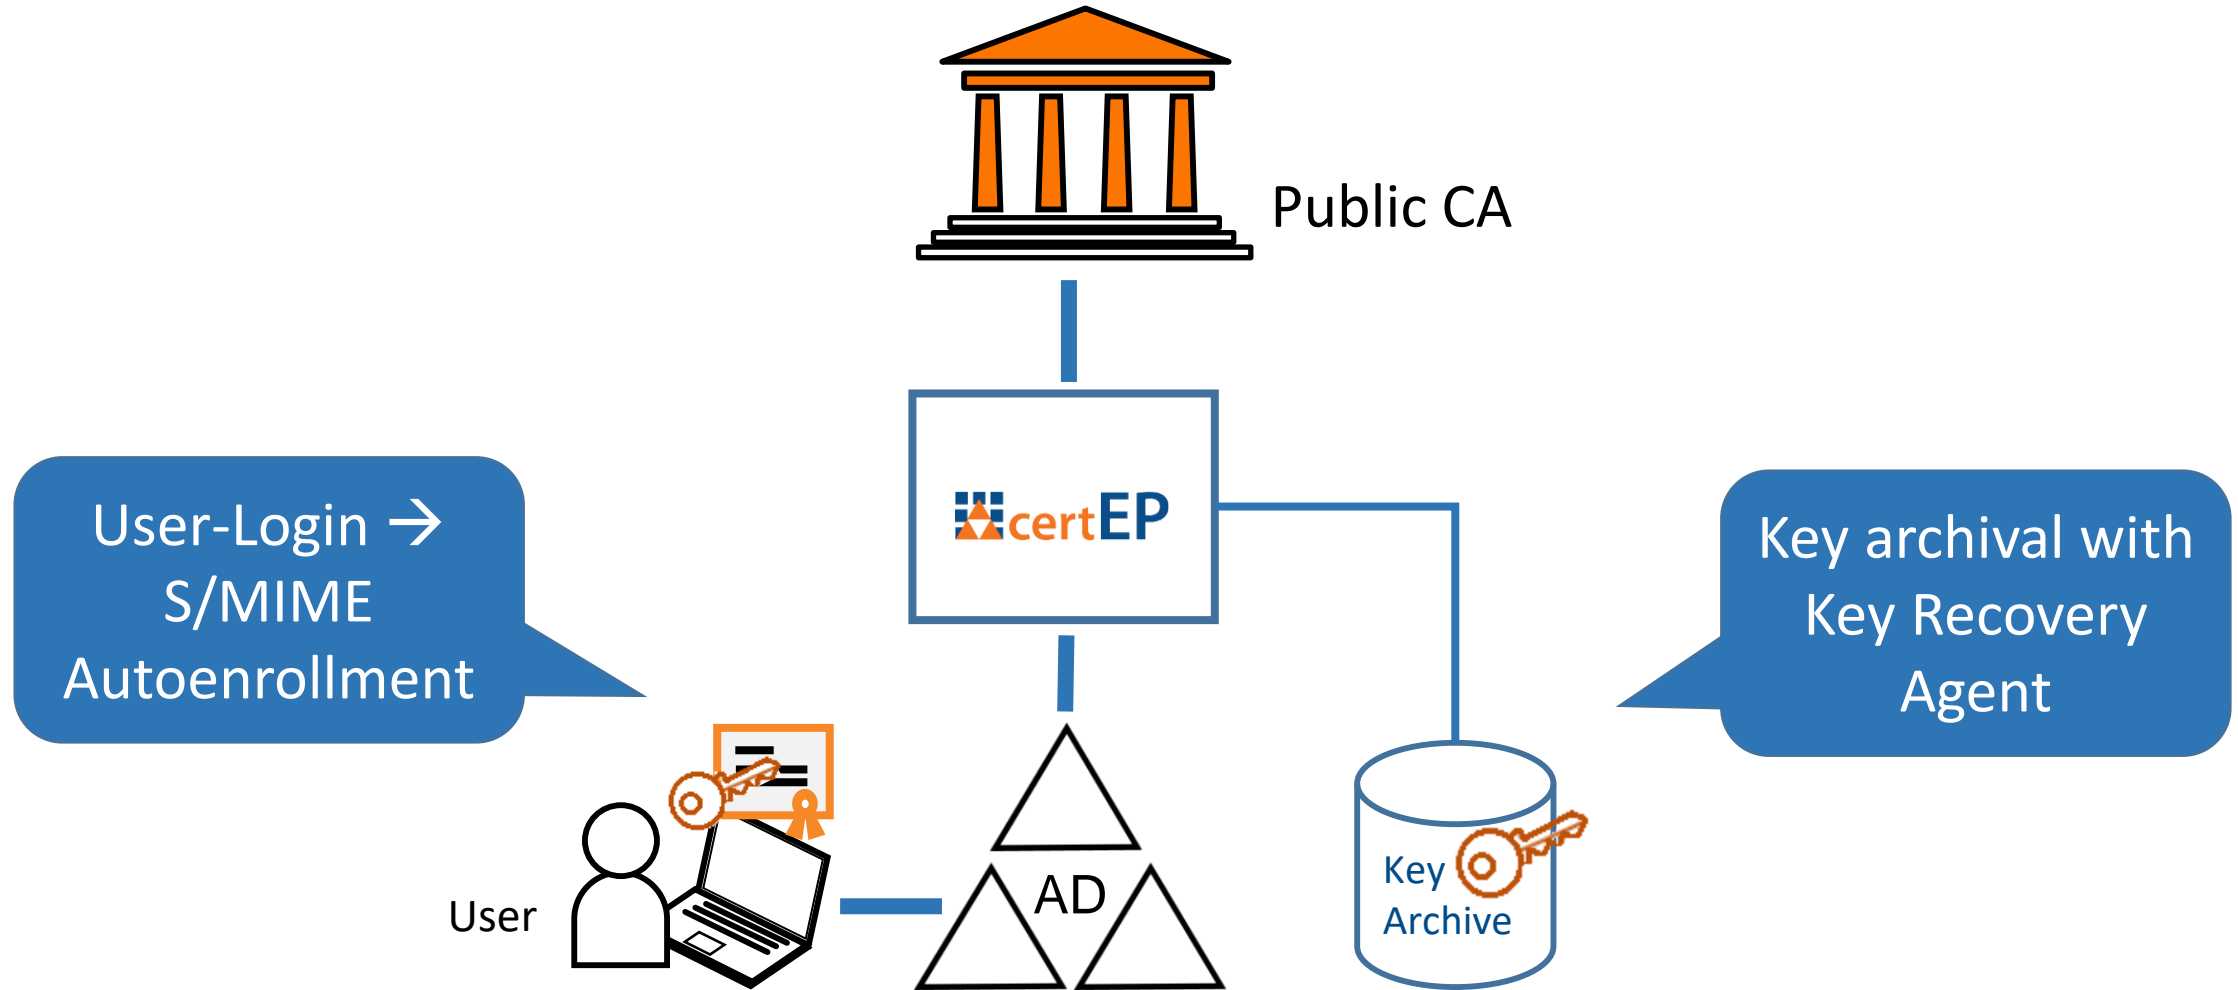 Public CA
certEP
User-Login →
S/MIME
Autoenrollment
Key archival with
Key Recovery
Agent
User
AD
Key
Archive